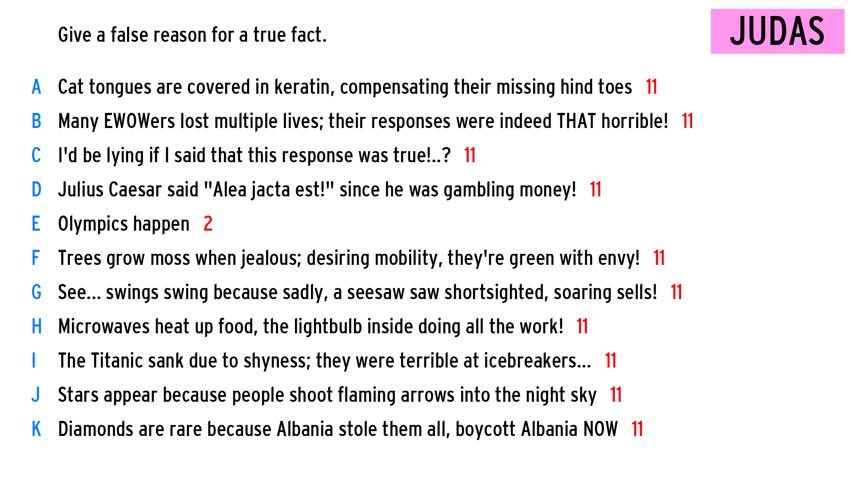 Give a false reason for a true fact.
JUDAS
A Cat tongues are covered in keratin, compensating their missing hind toes 11
B Many EWOWers lost multiple lives; their responses were indeed THAT horrible! 11
C I'd be lying if I said that this response was true!..? 11
D Julius Caesar said "Alea jacta est!" since he was gambling money! 11
E Olympics happen 2
F Trees grow moss when jealous; desiring mobility, they're green with envy! 11
G See... swings swing because sadly, a seesaw saw shortsighted, soaring sells! 11
H Microwaves heat up food, the lightbulb inside doing all the work! 11
I The Titanic sank due to shyness; they were terrible at icebreakers... 11
J Stars appear because people shoot flaming arrows into the night sky 11
K Diamonds are rare because Albania stole them all, boycott Albania NOW 11